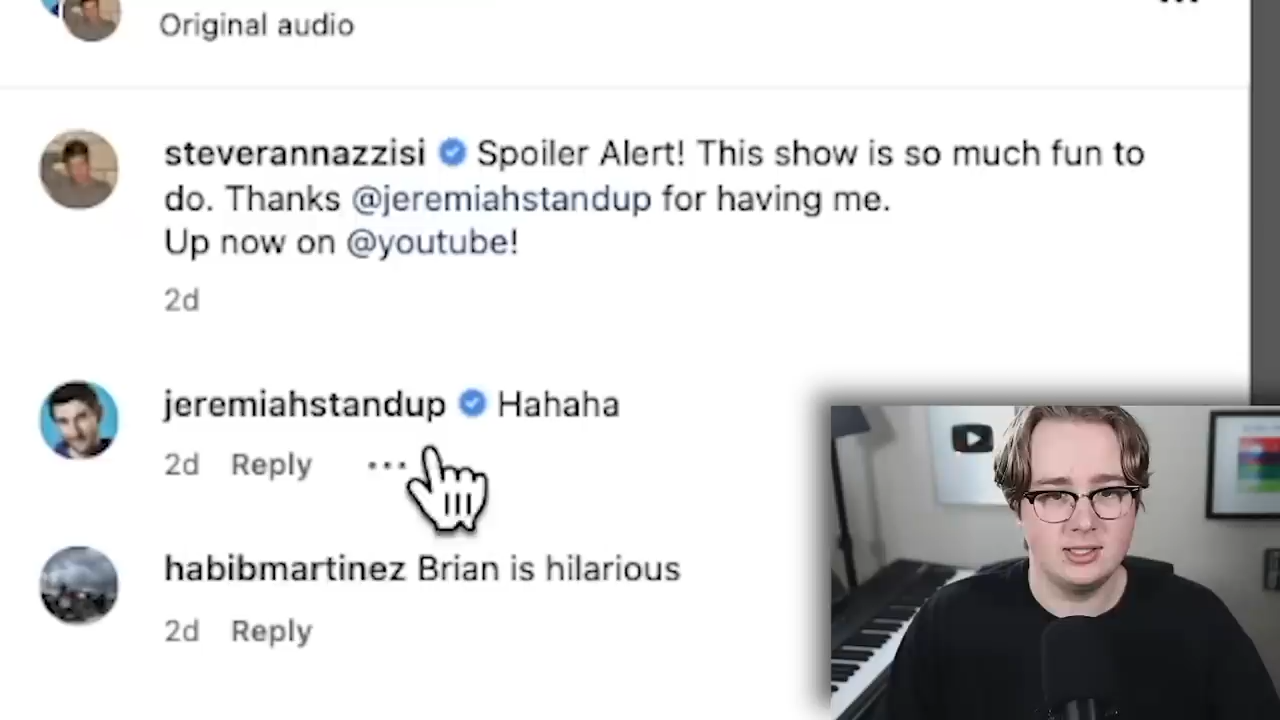 Original audio
steverannazzisi Spoiler Alert! This show is so much fun to
do. Thanks @jeremiahstandup for having me.
Up now on @youtube!
2d
jeremiahstandup Hahaha
2d Reply ...
habibmartinez Brian is hilarious
2d Reply